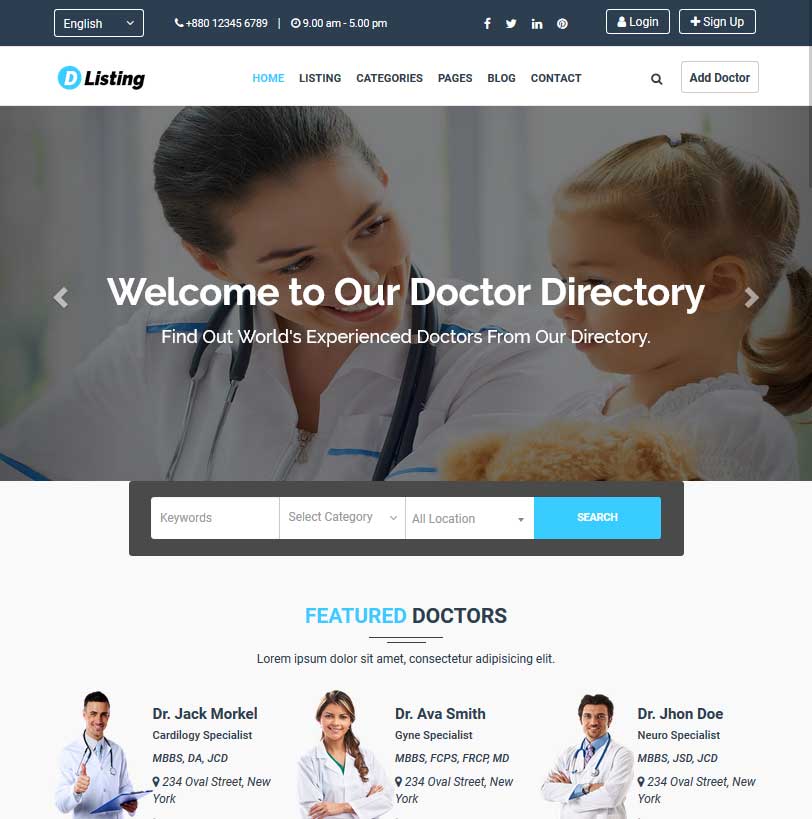 English
+880 12345 6789 | 9.00 am - 5.00 pm
Login
Sign Up
D Listing
HOME LISTING CATEGORIES PAGES BLOG CONTACT
Add Doctor
Welcome to Our Doctor Directory
Find Out World's Experienced Doctors From Our Directory.
Keywords
Select Category
All Location
SEARCH
FEATURED DOCTORS
Lorem ipsum dolor sit amet, consectetur adipisicing elit.
Dr. Jack Morkel
Cardilogy Specialist
MBBS, DA, JCD
234 Oval Street, New
York
Dr. Ava Smith
Gyne Specialist
MBBS, FCPS, FRCP, MD
234 Oval Street, New
York
Dr. Jhon Doe
Neuro Specialist
MBBS, JSD, JCD
234 Oval Street, New
York